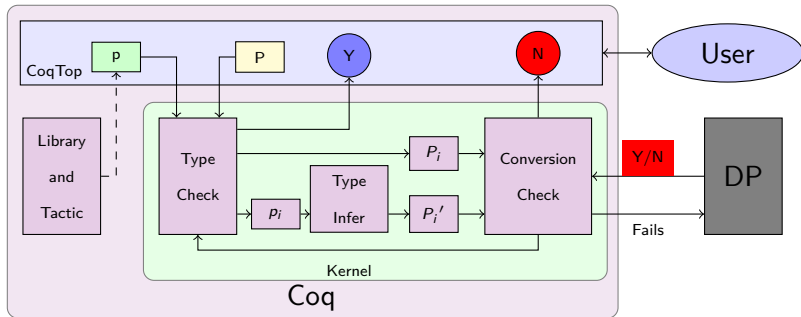 p
P
Y
N
User
CoqTop
Library
and
Tactic
Type
Check
P_i
Conversion
Check
Y/N
DP
p_i
Type
Infer
P_i'
Fails
Kernel
Coq